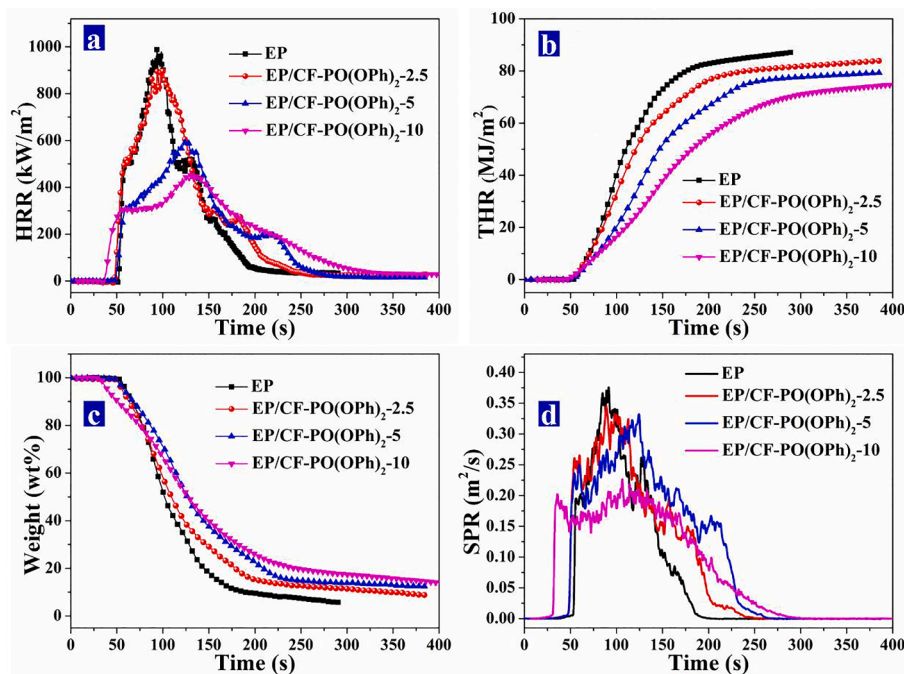 a
EP
EP/CF-PO(OPh)₂-2.5
EP/CF-PO(OPh)₂-5
EP/CF-PO(OPh)₂-10
HRR (kW/m²)
1000
800
600
400
200
0
0 50 100 150 200 250 300 350 400
Time (s)
b
EP
EP/CF-PO(OPh)₂-2.5
EP/CF-PO(OPh)₂-5
EP/CF-PO(OPh)₂-10
THR (MJ/m²)
100
80
60
40
20
0
0 50 100 150 200 250 300 350 400
Time (s)
c
EP
EP/CF-PO(OPh)₂-2.5
EP/CF-PO(OPh)₂-5
EP/CF-PO(OPh)₂-10
Weight (wt%)
100
80
60
40
20
0
0 50 100 150 200 250 300 350 400
Time (s)
d
EP
EP/CF-PO(OPh)₂-2.5
EP/CF-PO(OPh)₂-5
EP/CF-PO(OPh)₂-10
SPR (m²/s)
0.40
0.35
0.30
0.25
0.20
0.15
0.10
0.05
0.00
0 50 100 150 200 250 300 350 400
Time (s)